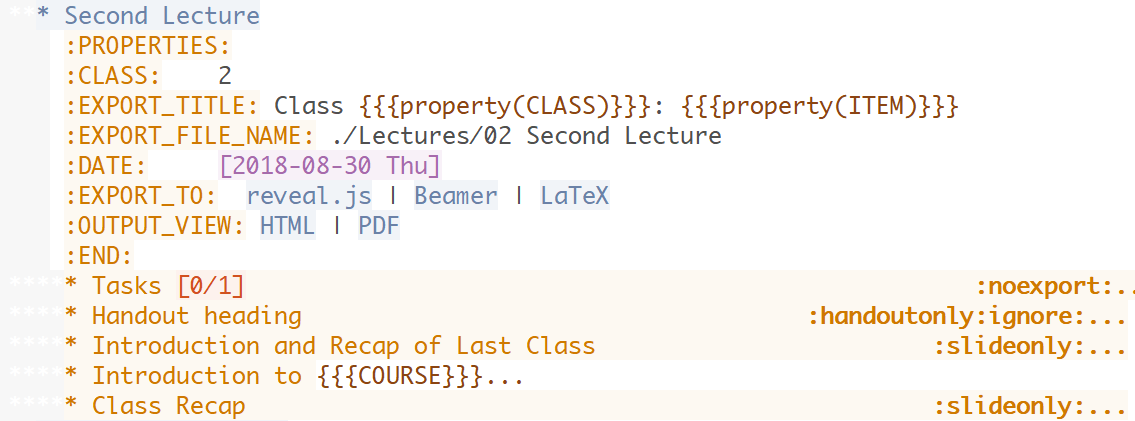 *** Second Lecture
:PROPERTIES:
:CLASS: 2
:EXPORT_TITLE: Class {{{property(CLASS)}}}: {{{property(ITEM)}}}
:EXPORT_FILE_NAME: ./Lectures/02 Second Lecture
:DATE: [2018-08-30 Thu]
:EXPORT_TO: reveal.js | Beamer | LaTeX
:OUTPUT_VIEW: HTML | PDF
:END:
***** Tasks [0/1] :noexport:..
***** Handout heading :handoutonly:ignore:...
***** Introduction and Recap of Last Class :slideonly:...
***** Introduction to {{{COURSE}}}...
***** Class Recap :slideonly:...